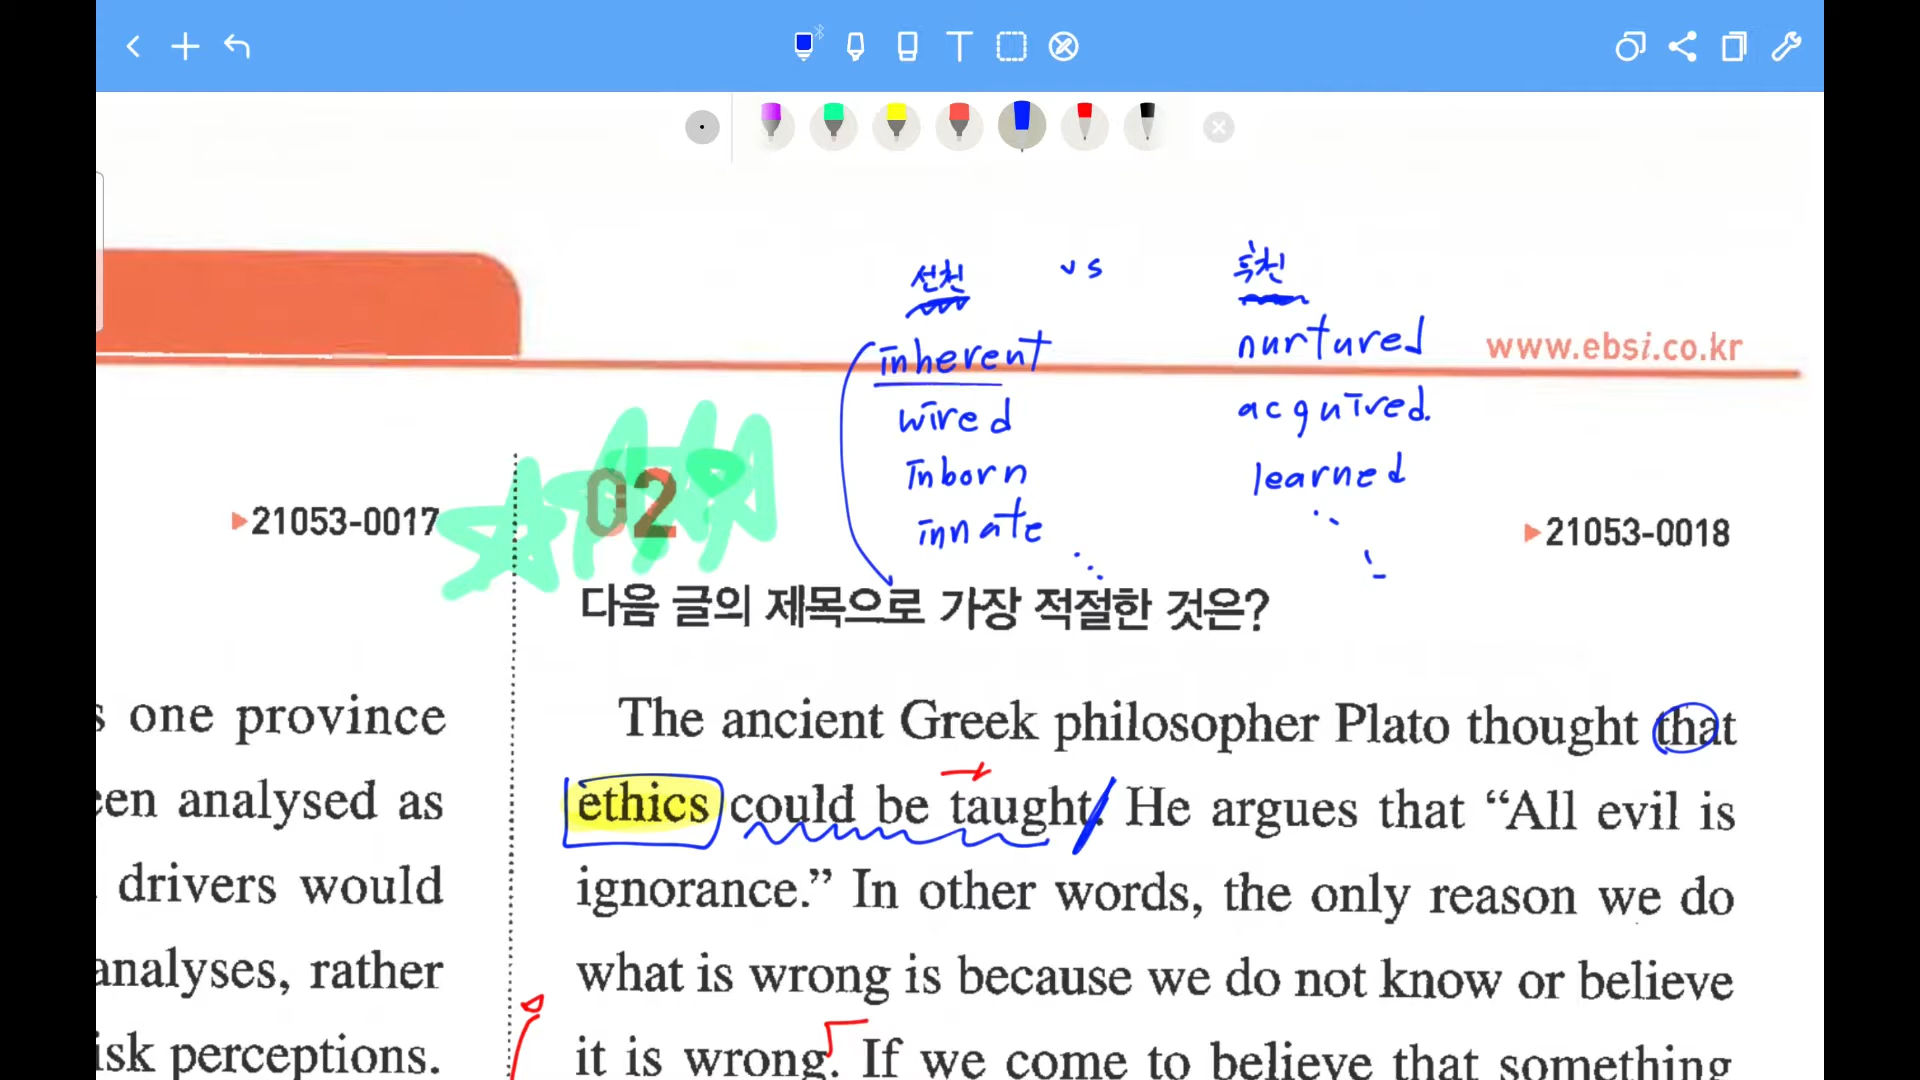 선천 vs 후천
inherent nurtured
www.ebsi.co.kr
wired acquired.
inborn learned
innate
21053-0017
02
21053-0018
다음 글의 제목으로 가장 적절한 것은?
s one province
een analysed as
drivers would
analyses, rather
isk perceptions.
The ancient Greek philosopher Plato thought that
ethics could be taught. He argues that “All evil is
ignorance.” In other words, the only reason we do
what is wrong is because we do not know or believe
it is wrong. If we come to believe that something